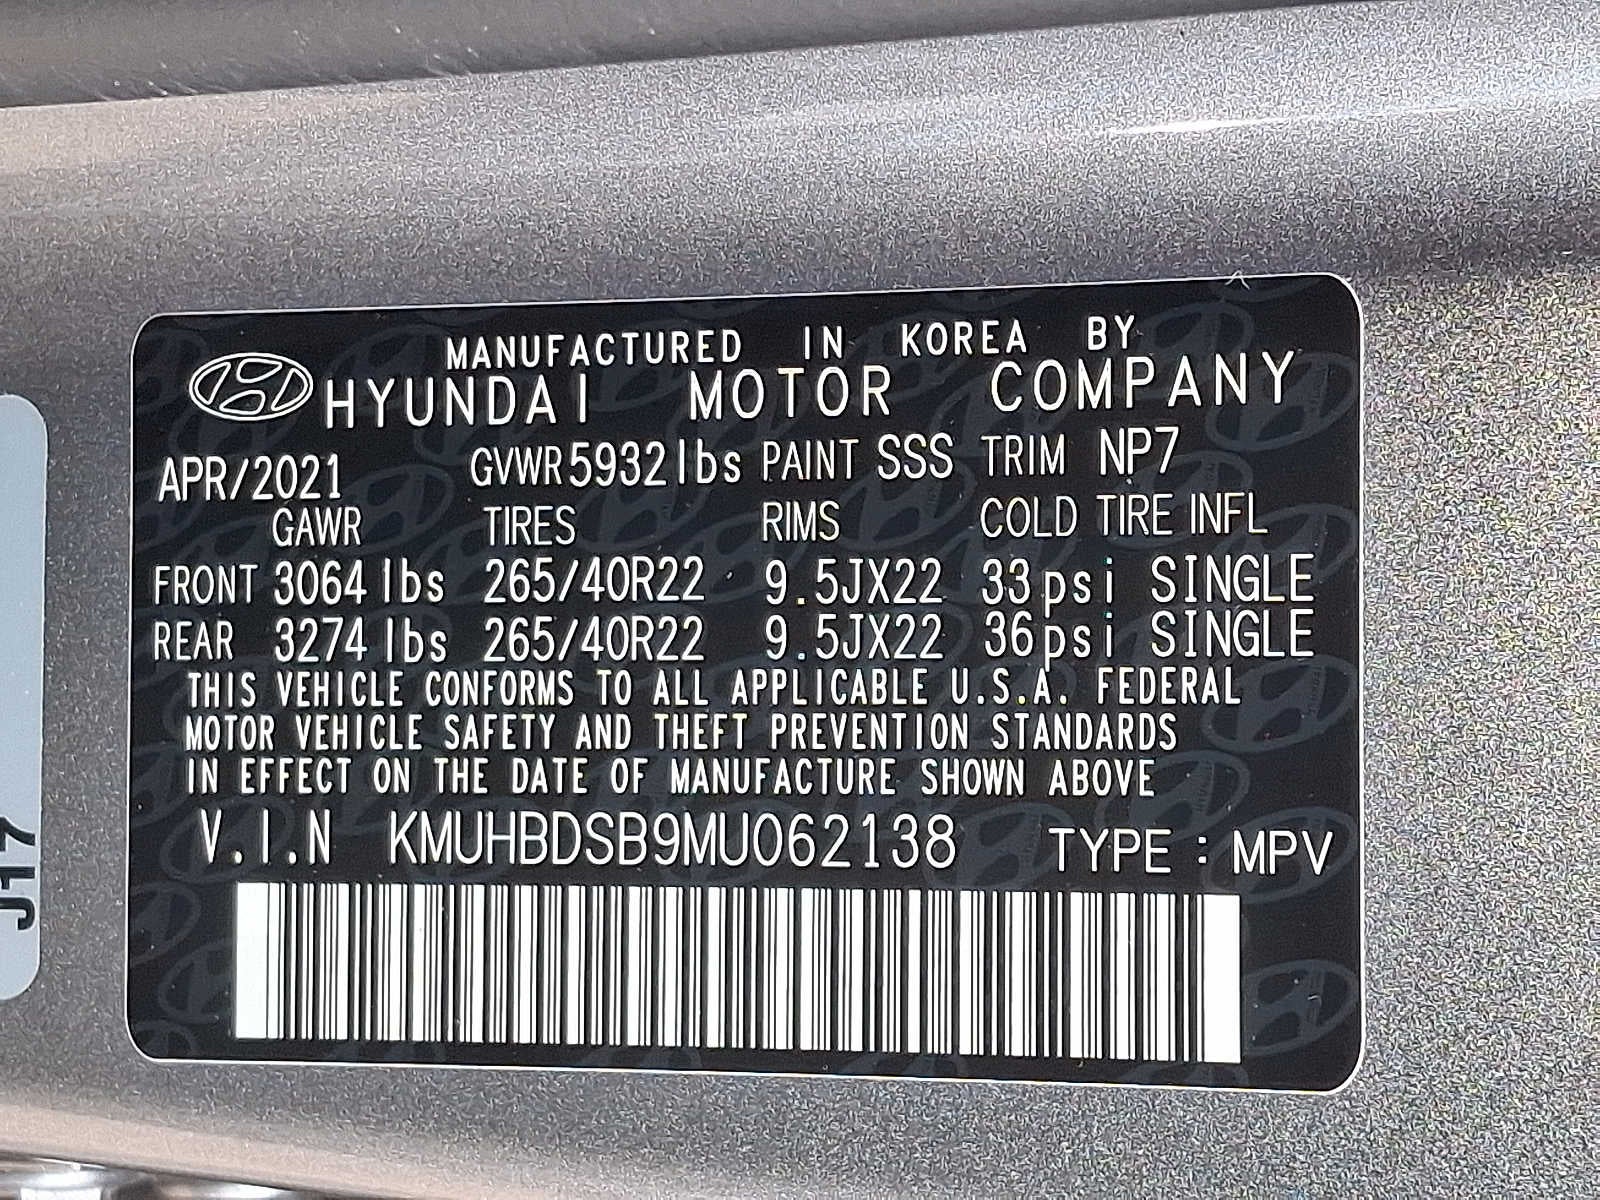 MANUFACTURED IN KOREA BY
HYUNDAI MOTOR COMPANY
APR/2021 GVWR 5932 lbs PAINT SSS TRIM NP7
GAWR TIRES RIMS COLD TIRE INFL
FRONT 3064 lbs 265/40R22 9.5JX22 33psi SINGLE
REAR 3274 lbs 265/40R22 9.5JX22 36psi SINGLE
THIS VEHICLE CONFORMS TO ALL APPLICABLE U.S.A. FEDERAL
MOTOR VEHICLE SAFETY AND THEFT PREVENTION STANDARDS
IN EFFECT ON THE DATE OF MANUFACTURE SHOWN ABOVE
V.I.N KMUHBDSB9MU062138 TYPE : MPV
J17